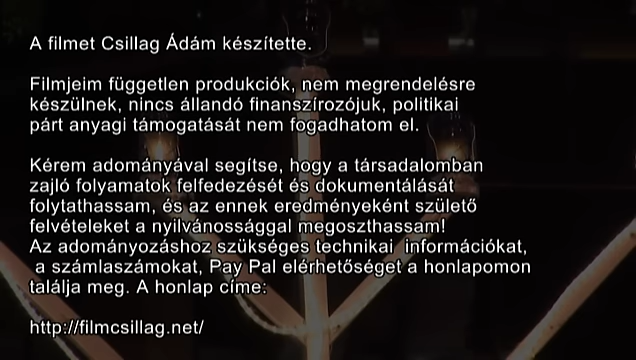 A filmet Csillag Ádám készítette.
Filmjeim független produkciók, nem megrendelésre
készülnek, nincs állandó finanszírozójuk, politikai
párt anyagi támogatását nem fogadhatom el.
Kérem adományával segítse, hogy a társadalomban
zajló folyamatok felfedezését és dokumentálását
folytathassam, és az ennek eredményeként születő
felvételeket a nyilvánossággal megoszthassam!
Az adományozáshoz szükséges technikai információkat,
a számlaszámokat, Pay Pal elérhetőséget a honlapomon
találja meg. A honlap címe:
http://filmcsillag.net/